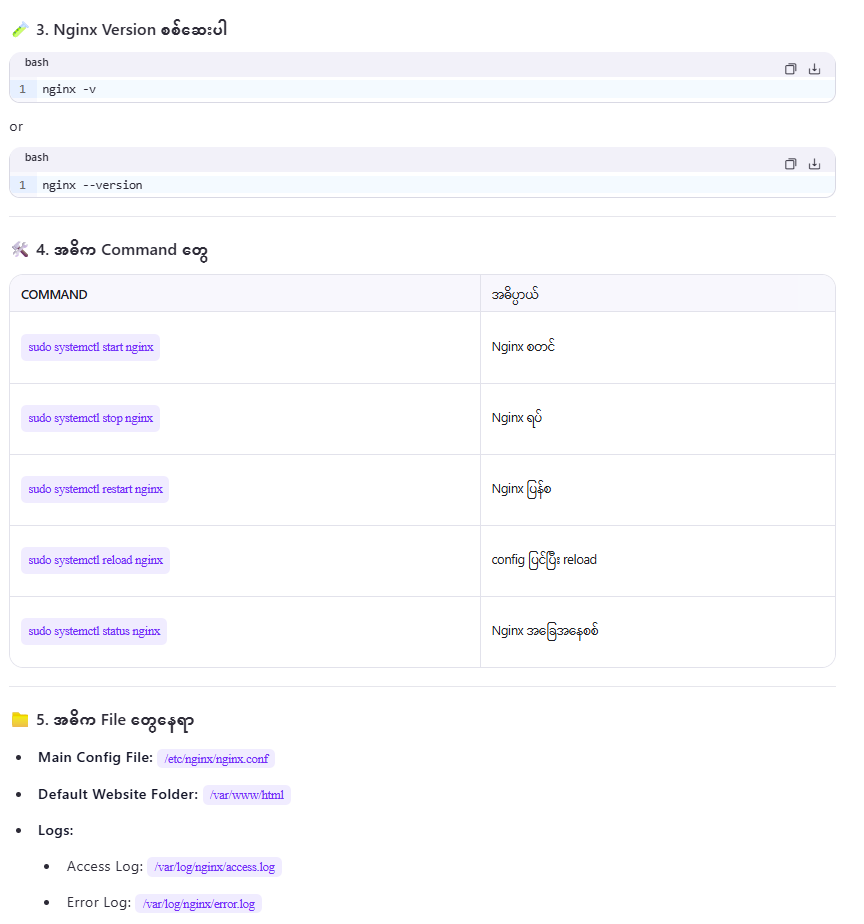 3. Nginx Version စစ်ဆေးပါ
bash
1 nginx -v
or
bash
1 nginx --version
4. အဓိက Command တွေ
COMMAND အဓိပ္ပာယ်
sudo systemctl start nginx Nginx စတင်
sudo systemctl stop nginx Nginx ရပ်
sudo systemctl restart nginx Nginx ပြန်စ
sudo systemctl reload nginx config ပြင်ပြီး reload
sudo systemctl status nginx Nginx အခြေအနေစစ်
5. အဓိက File တွေနေရာ
• Main Config File: /etc/nginx/nginx.conf
• Default Website Folder: /var/www/html
• Logs:
• Access Log: /var/log/nginx/access.log
• Error Log: /var/log/nginx/error.log